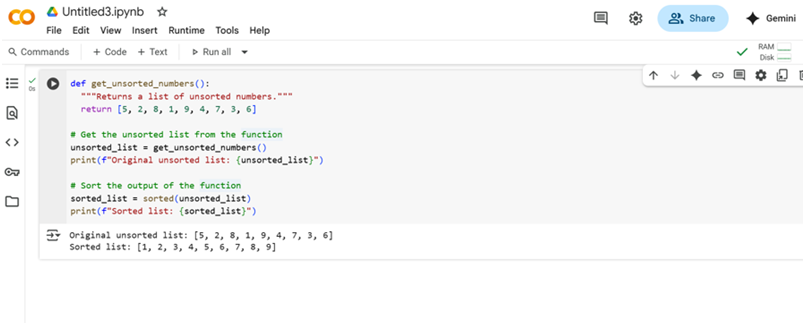 CO Untitled3.ipynb
File Edit View Insert Runtime Tools Help
Share
Gemini
Commands + Code + Text Run all
RAM
Disk
0s
def get_unsorted_numbers():
  """Returns a list of unsorted numbers."""
  return [5, 2, 8, 1, 9, 4, 7, 3, 6]

# Get the unsorted list from the function
unsorted_list = get_unsorted_numbers()
print(f"Original unsorted list: {unsorted_list}")

# Sort the output of the function
sorted_list = sorted(unsorted_list)
print(f"Sorted list: {sorted_list}")
Original unsorted list: [5, 2, 8, 1, 9, 4, 7, 3, 6]
Sorted list: [1, 2, 3, 4, 5, 6, 7, 8, 9]